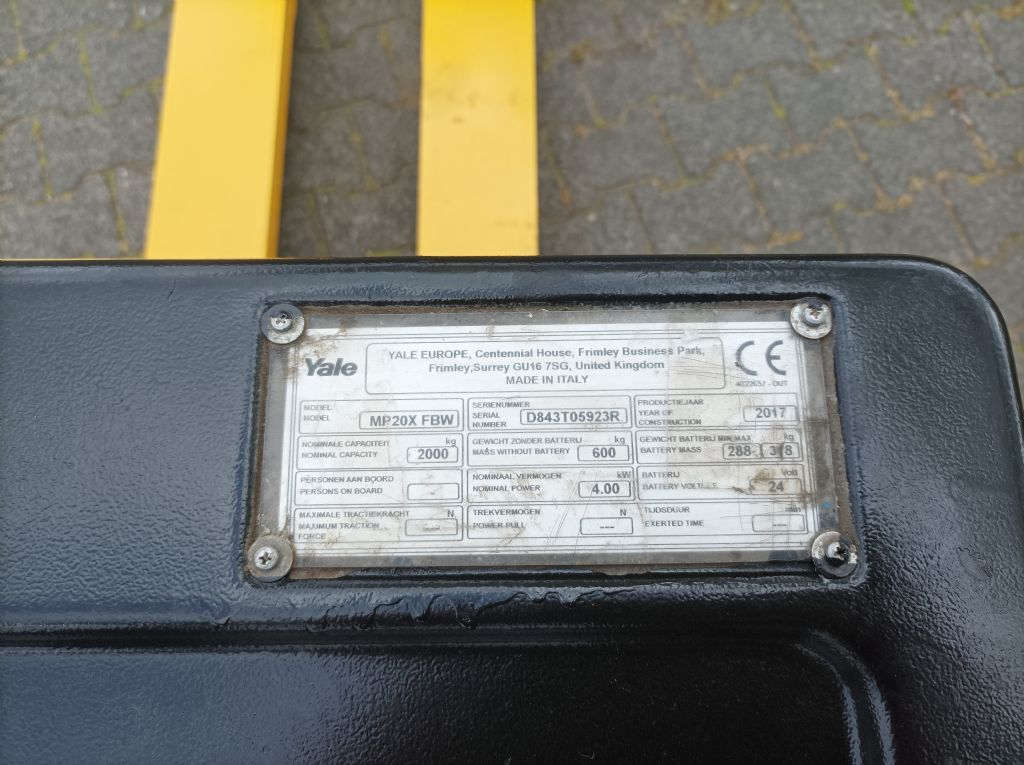 Yale
YALE EUROPE, Centennial House, Frimley Business Park,
Frimley,Surrey GU16 7SG, United Kingdom
MADE IN ITALY
CE
4022657 - DUT
MODEL
MODEL
MP20X FBW
SERIENUMMER
SERIAL
NUMBER
D843T05923R
PRODUCTIEJAAR
YEAR OF
CONSTRUCTION
2017
NOMINALE CAPACITEIT kg
NOMINAL CAPACITY 2000
GEWICHT ZONDER BATTERIJ kg
MASS WITHOUT BATTERY 600
GEWICHT BATTERIJ MIN MAX kg
BATTERY MASS 288
PERSONEN AAN BOORD
PERSONS ON BOARD ---
NOMINAAL VERMOGEN kW
NOMINAL POWER 4.00
BATTERIJ Volt
BATTERY 24
MAXIMALE TRACTIEKRACHT N
MAXIMUM TRACTION
FORCE
---
TREKVERMOGEN N
POWER PULL ---
TIJDSDUUR min
EXERTED TIME ---